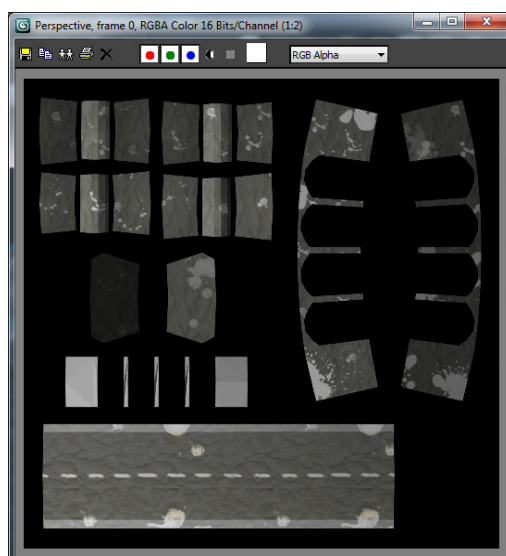 Perspective, frame 0, RGBA Color 16 Bits/Channel (1:2)
RGB Alpha